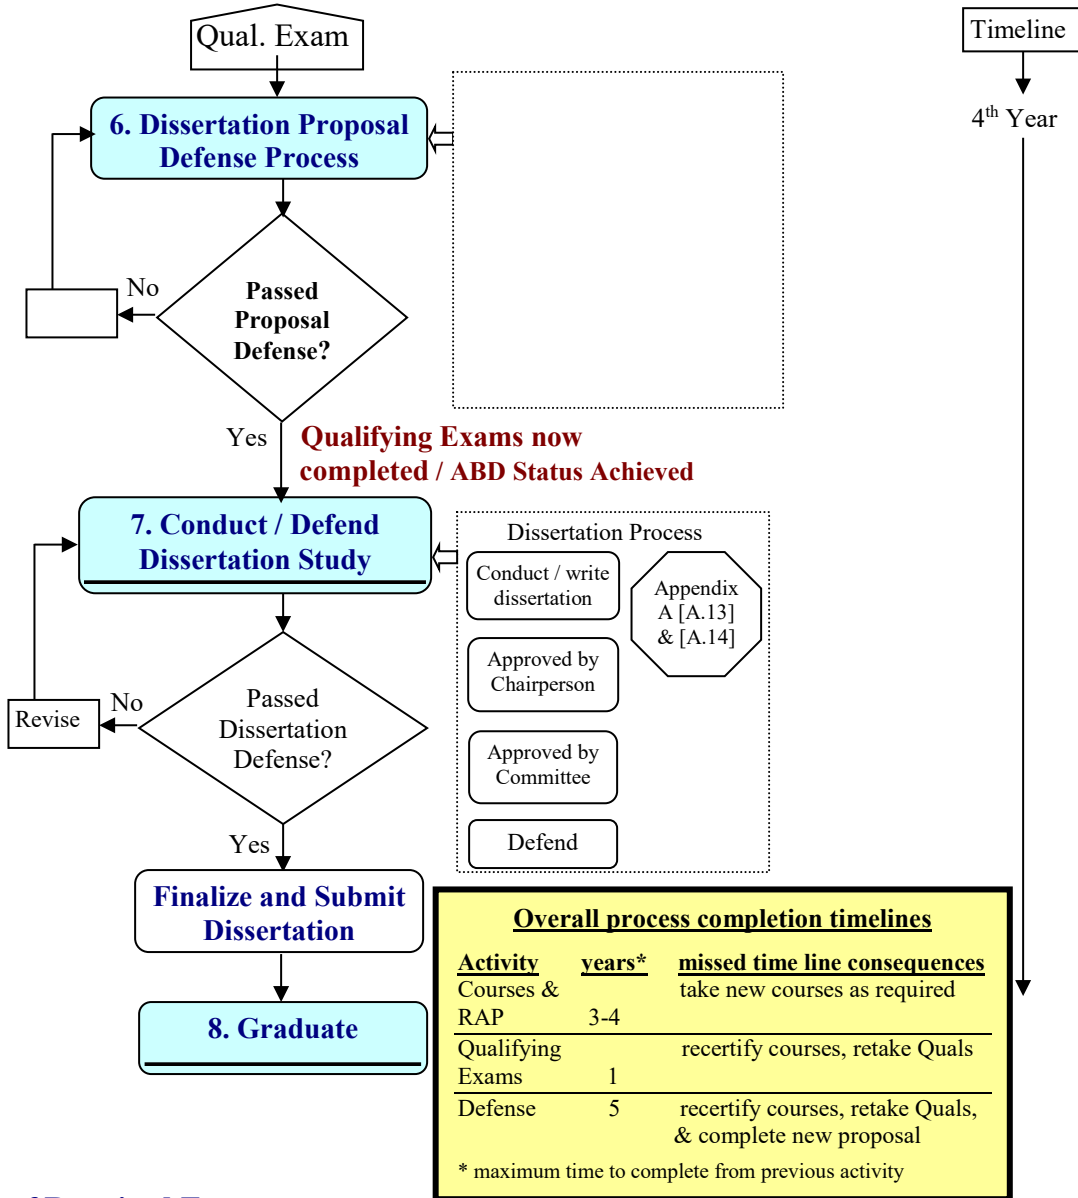 Qual. Exam
Timeline
4th Year
6. Dissertation Proposal
Defense Process
No
Passed
Proposal
Defense?
Yes
Qualifying Exams now
completed / ABD Status Achieved
7. Conduct / Defend
Dissertation Study
Dissertation Process
Conduct / write
dissertation
Appendix
A [A.13]
& [A.14]
Approved by
Chairperson
Approved by
Committee
Defend
No
Revise
Passed
Dissertation
Defense?
Yes
Finalize and Submit
Dissertation
8. Graduate
Overall process completion timelines
Activity years* missed time line consequences
Courses & take new courses as required
RAP 3-4
Qualifying recertify courses, retake Quals
Exams 1
Defense 5 recertify courses, retake Quals,
& complete new proposal
* maximum time to complete from previous activity